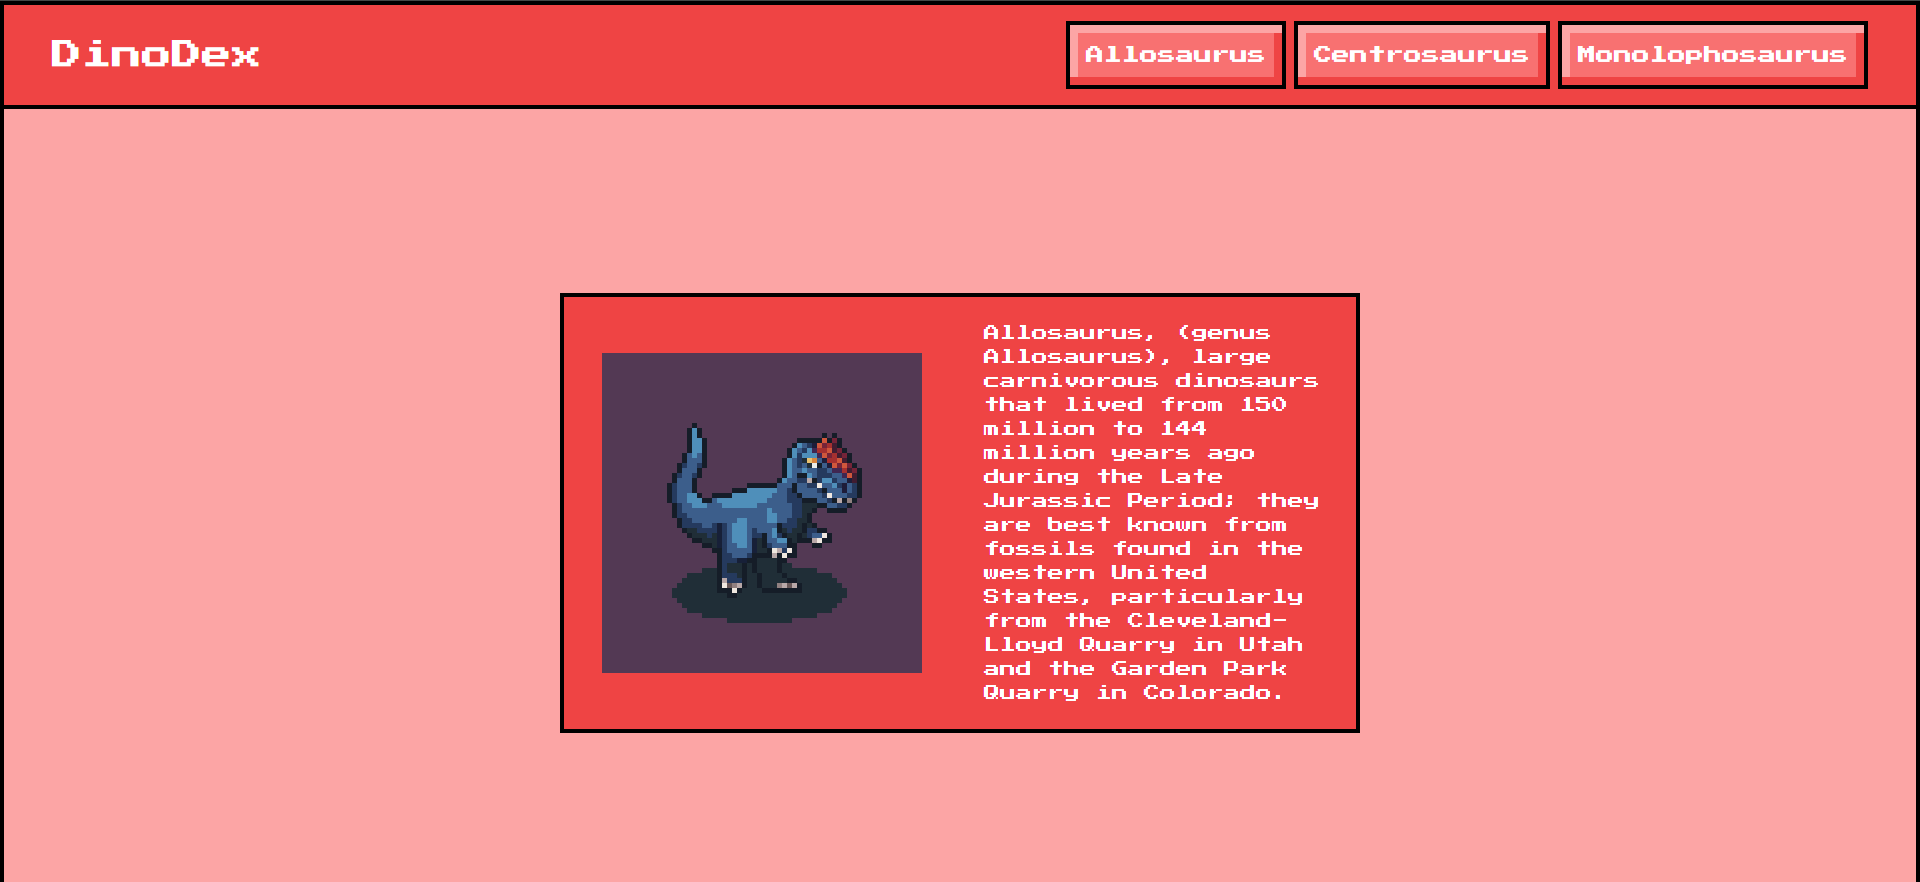 DinoDex
Allosaurus
Centrosaurus
Monolophosaurus
Allosaurus, (genus
Allosaurus), large
carnivorous dinosaurs
that lived from 150
million to 144
million years ago
during the Late
Jurassic Period; they
are best known from
fossils found in the
western United
States, particularly
from the Cleveland-
Lloyd Quarry in Utah
and the Garden Park
Quarry in Colorado.